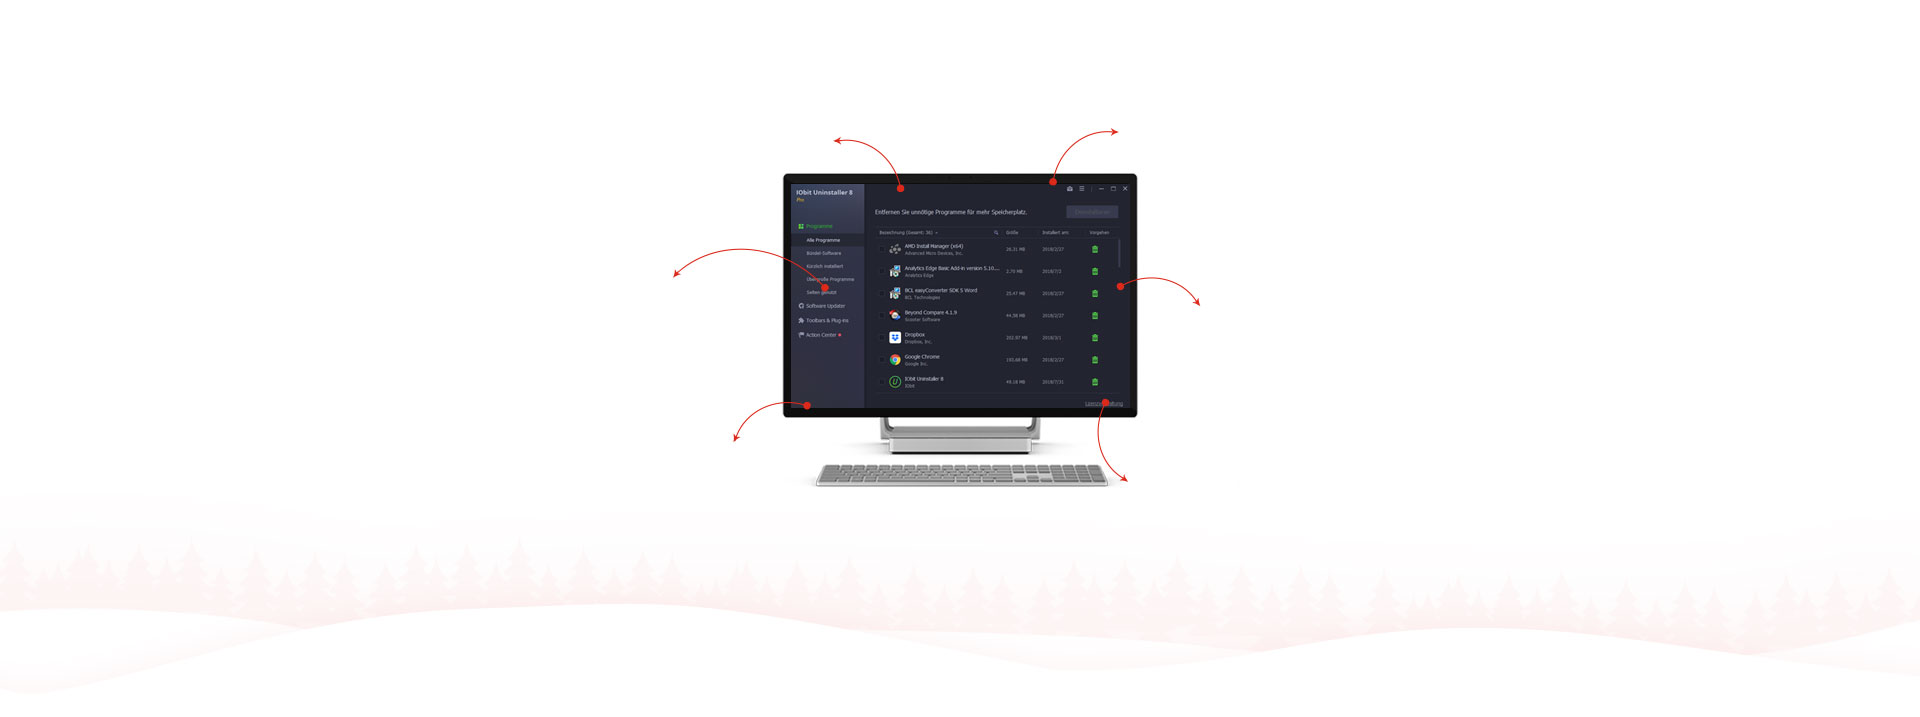 IObit Uninstaller 8
Pro
Entfernen Sie unnötige Programme für mehr Speicherplatz.
Deinstallieren
Programme
Alle Programme
Bündel-Software
Kürzlich installiert
Übergroße Programme
Selten genutzt
Software Updater
Toolbars & Plug-ins
Action Center
Bezeichnung (Gesamt: 36) Größe Installiert am: Vorgehen
AMD Install Manager (x64) 26.31 MB 2018/2/27
Advanced Micro Devices, Inc.
Analytics Edge Basic Add-in version 5.10.... 2.70 MB 2018/7/2
Analytics Edge
BCL easyConverter SDK 5 Word 25.47 MB 2018/2/27
BCL Technologies
Beyond Compare 4.1.9 44.38 MB 2018/2/27
Scooter Software
Dropbox 202.97 MB 2018/3/1
Dropbox, Inc.
Google Chrome 193.68 MB 2018/2/27
Google Inc.
IObit Uninstaller 8 49.18 MB 2018/7/31
IObit